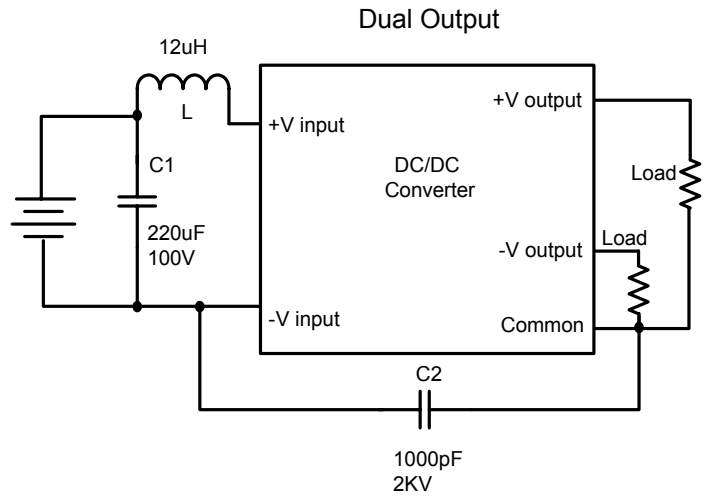 Dual Output
12uH
L
+V input
+V output
C1
DC/DC
Converter
Load
220uF
100V
Load
-V output
-V input
Common
C2
1000pF
2KV